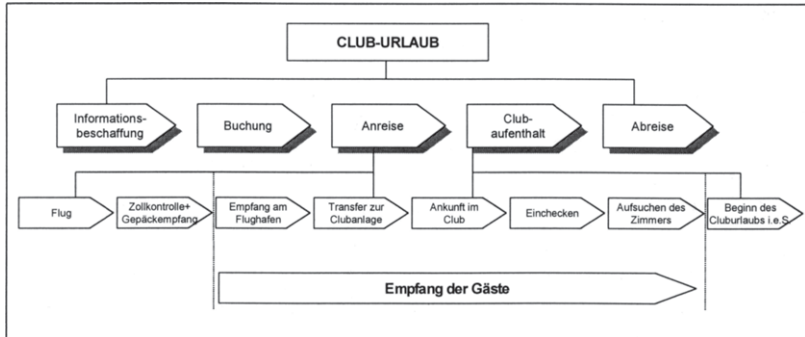 CLUB-URLAUB
Informations-
beschaffung
Buchung
Anreise
Club-
aufenthalt
Abreise
Flug
Zollkontrolle+
Gepäckempfang
Empfang am
Flughafen
Transfer zur
Clubanlage
Ankunft im
Club
Einchecken
Aufsuchen des
Zimmers
Beginn des
Cluburlaubs i.e.S.
Empfang der Gäste